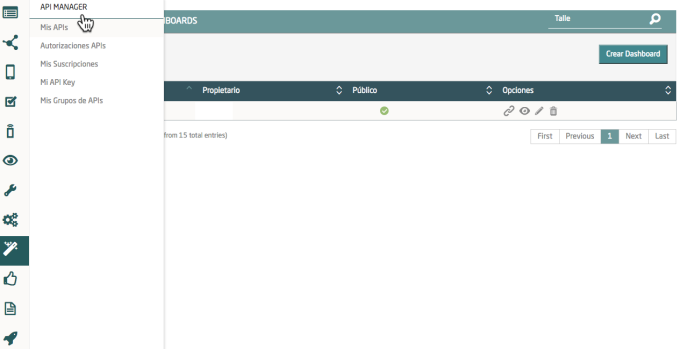 API MANAGER
Mis APIs
Autorizaciones APIs
Mis Suscripciones
Mi API Key
Mis Grupos de APIs
BOARDS
Talle
Crear Dashboard
Propietario Público Opciones
from 15 total entries)
First Previous 1 Next Last